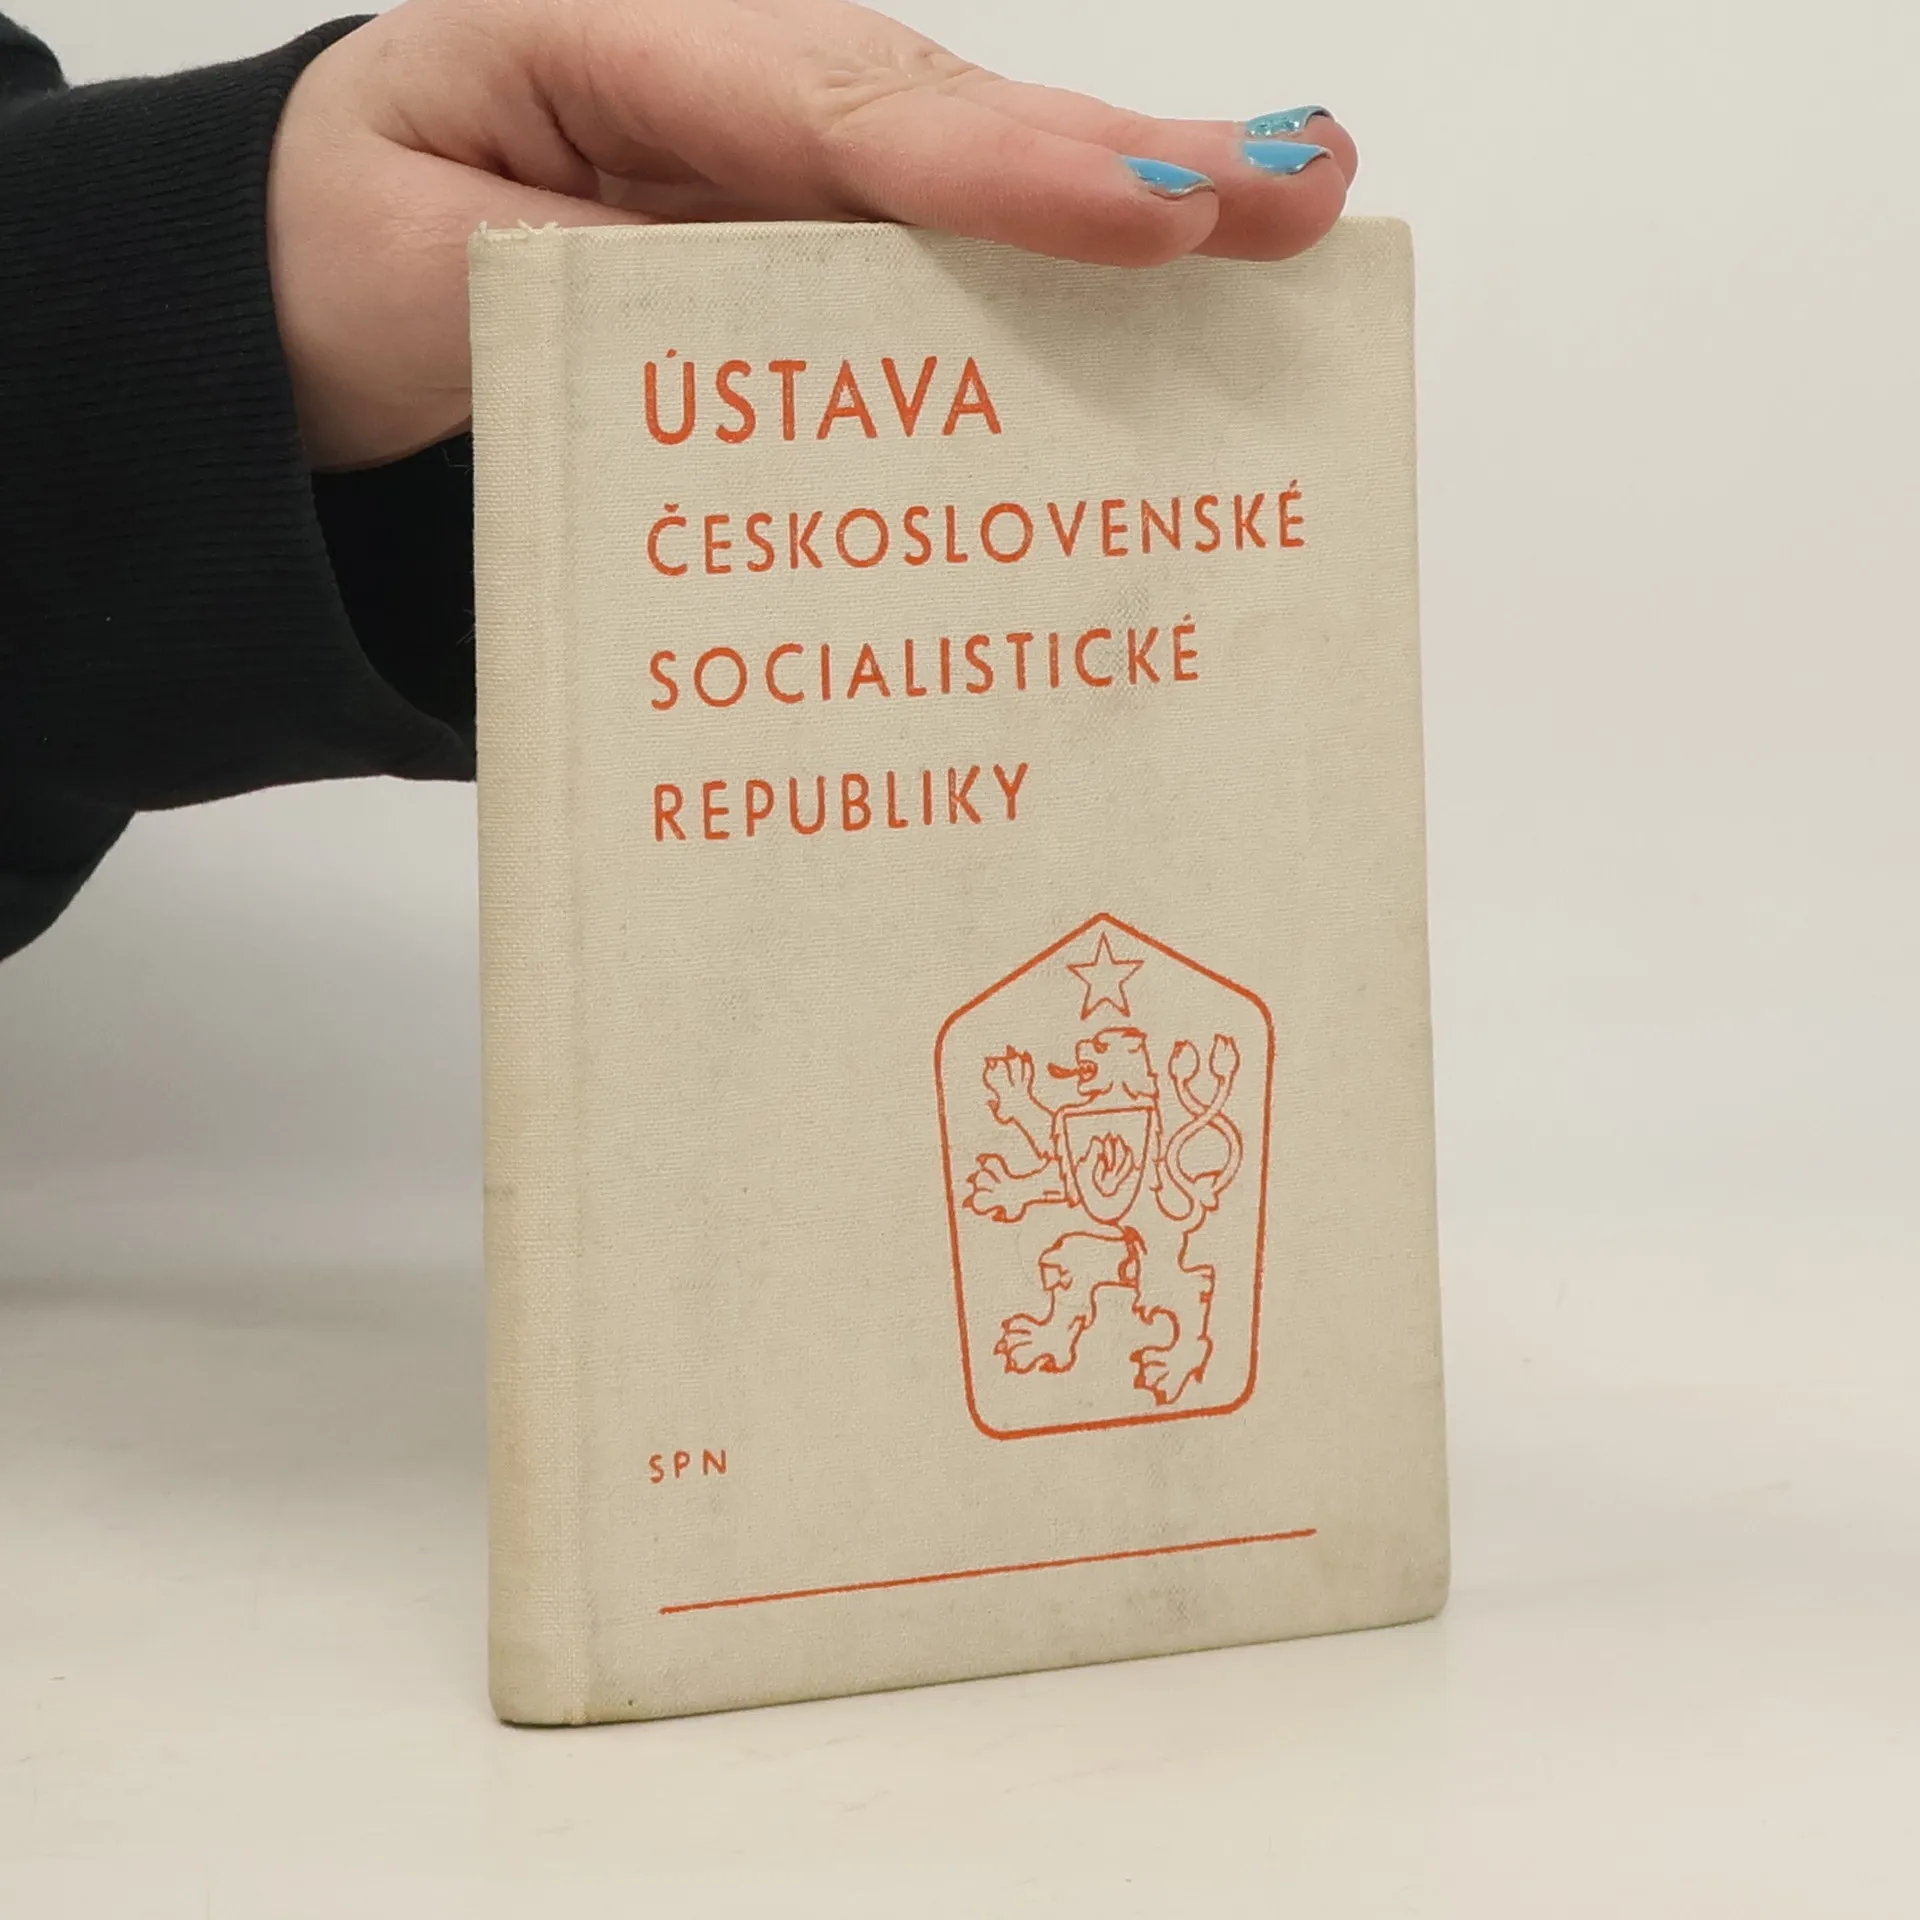 ÚSTAVA
ČESKOSLOVENSKÉ
SOCIALISTICKÉ
REPUBLIKY
SPN